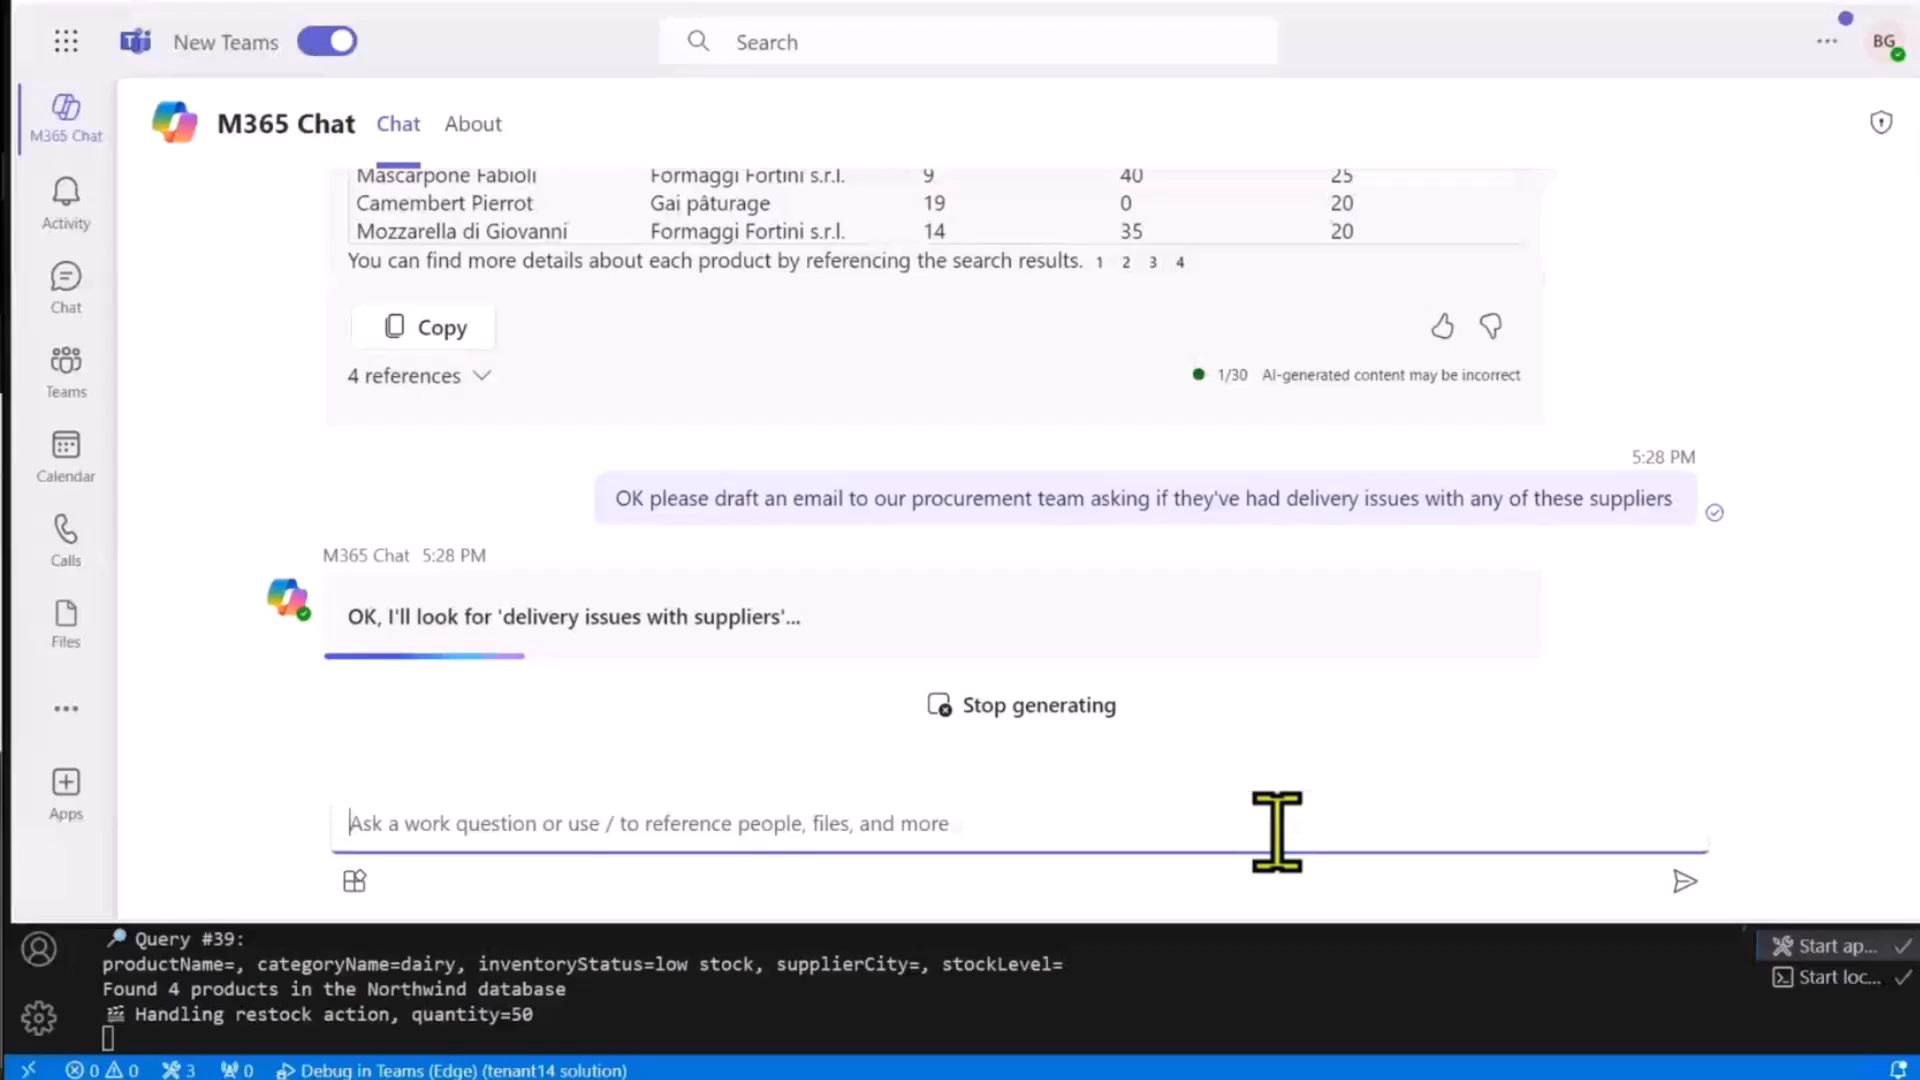 New Teams
Search
BG
M365 Chat
Activity
Chat
Teams
Calendar
Calls
Files
Apps
M365 Chat Chat About
Mascarpone Fabioli Formaggi Fortini s.r.l. 9 40 25
Camembert Pierrot Gai pâturage 19 0 20
Mozzarella di Giovanni Formaggi Fortini s.r.l. 14 35 20
You can find more details about each product by referencing the search results. 1 2 3 4
Copy
4 references
1/30 AI-generated content may be incorrect
5:28 PM
OK please draft an email to our procurement team asking if they've had delivery issues with any of these suppliers
M365 Chat 5:28 PM
OK, I'll look for 'delivery issues with suppliers'...
Stop generating
Ask a work question or use / to reference people, files, and more
Query #39:
productName=, categoryName=dairy, inventoryStatus=low stock, supplierCity=, stockLevel=
Found 4 products in the Northwind database
Handling restock action, quantity=50
Start ap...
Start loc...
0 0 3 0 Debug in Teams (Edge) (tenant14 solution)